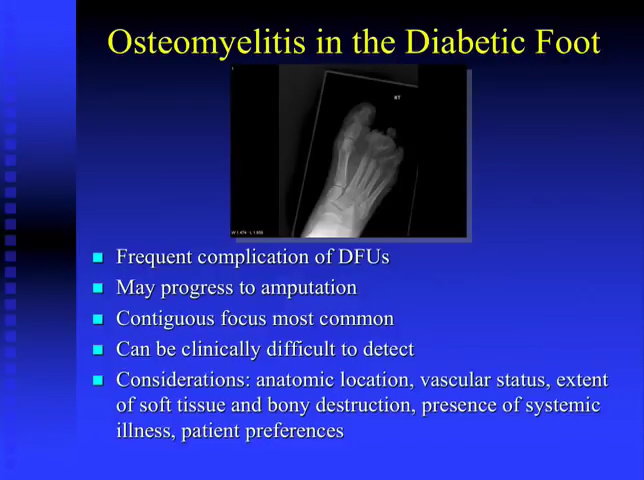 Osteomyelitis in the Diabetic Foot
RT
Frequent complication of DFUs
May progress to amputation
Contiguous focus most common
Can be clinically difficult to detect
Considerations: anatomic location, vascular status, extent
of soft tissue and bony destruction, presence of systemic
illness, patient preferences